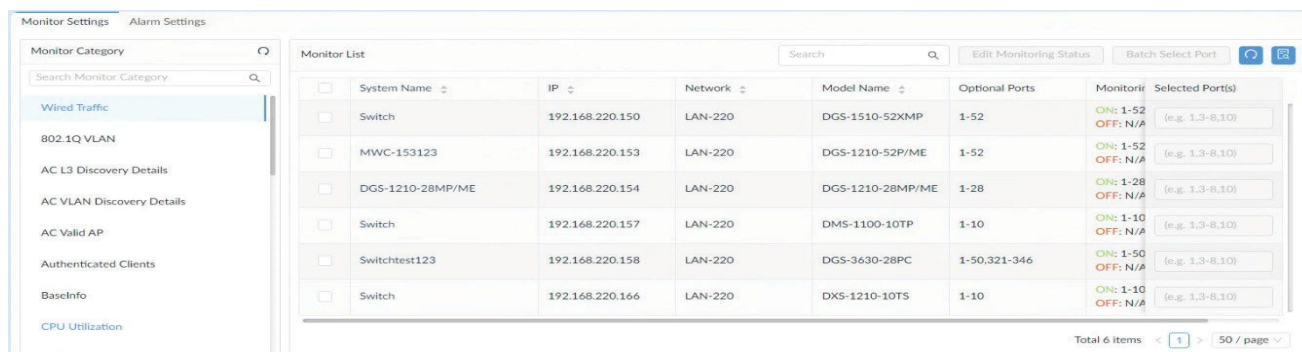 Monitor Settings Alarm Settings
Monitor Category
Search Monitor Category
Wired Traffic
802.1Q VLAN
AC L3 Discovery Details
AC VLAN Discovery Details
AC Valid AP
Authenticated Clients
BaseInfo
CPU Utilization
Monitor List Search Edit Monitoring Status Batch Select Port
System Name IP Network Model Name Optional Ports Monitorin Selected Port(s)
Switch 192.168.220.150 LAN-220 DGS-1510-52XMP 1-52 ON: 1-52 (e.g. 1,3-8,10)
OFF: N/A
MWC-153123 192.168.220.153 LAN-220 DGS-1210-52P/ME 1-52 ON: 1-52 (e.g. 1,3-8,10)
OFF: N/A
DGS-1210-28MP/ME 192.168.220.154 LAN-220 DGS-1210-28MP/ME 1-28 ON: 1-28 (e.g. 1,3-8,10)
OFF: N/A
Switch 192.168.220.157 LAN-220 DMS-1100-10TP 1-10 ON: 1-10 (e.g. 1,3-8,10)
OFF: N/A
Switchtest123 192.168.220.158 LAN-220 DGS-3630-28PC 1-50,321-346 ON: 1-50 (e.g. 1,3-8,10)
OFF: N/A
Switch 192.168.220.166 LAN-220 DXS-1210-10TS 1-10 ON: 1-10 (e.g. 1,3-8,10)
OFF: N/A
Total 6 items < 1 > 50 / page